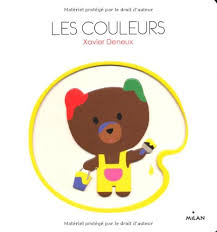 Matériel protégé par le droit d'auteur
LES COULEURS
Xavier Deneux
MiLAN
Matériel protégé par le droit d'auteur